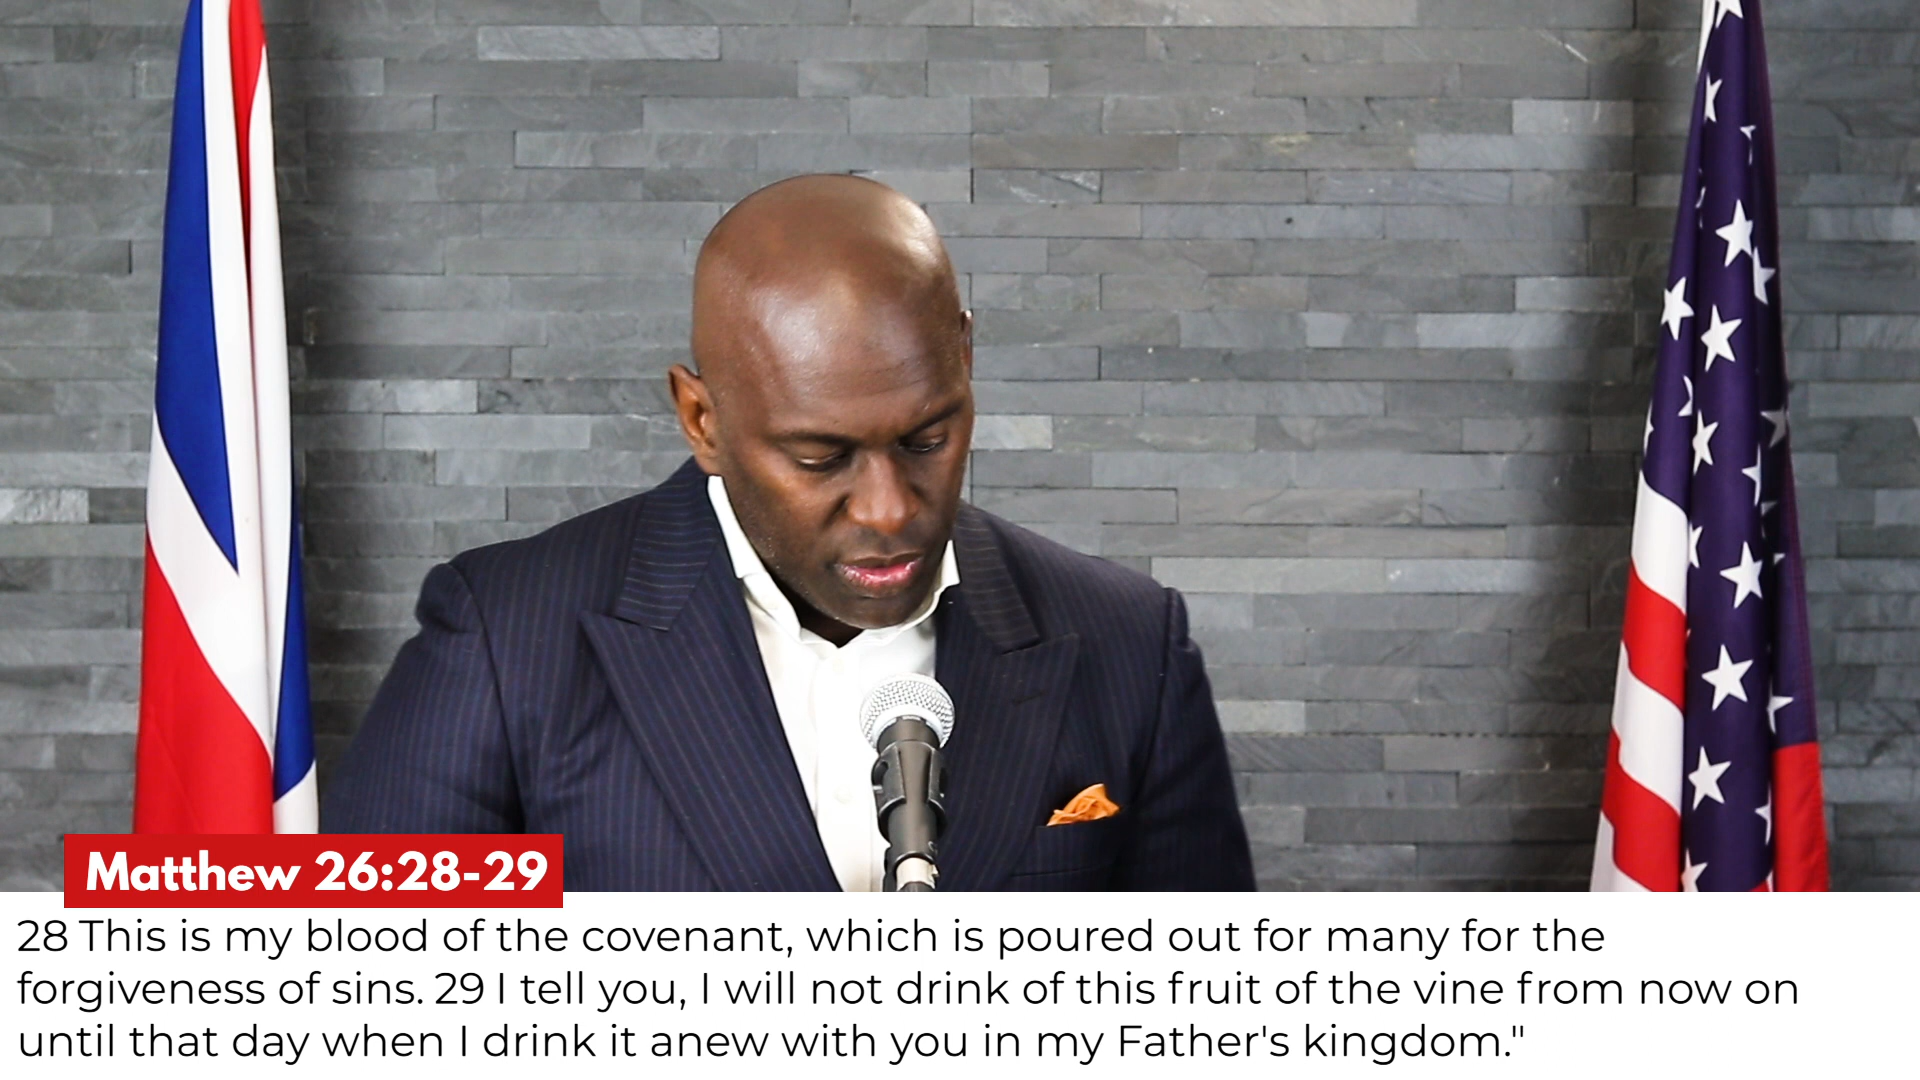 Matthew 26:28-29
28 This is my blood of the covenant, which is poured out for many for the
forgiveness of sins. 29 I tell you, I will not drink of this fruit of the vine from now on
until that day when I drink it anew with you in my Father's kingdom."